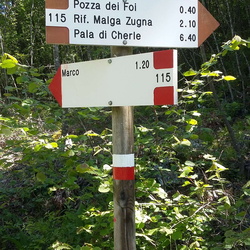 Pozza dei Foi 0.40
115 Rif. Malga Zugna 2.10
Pala di Cherle 6.40
Marco 1.20
115